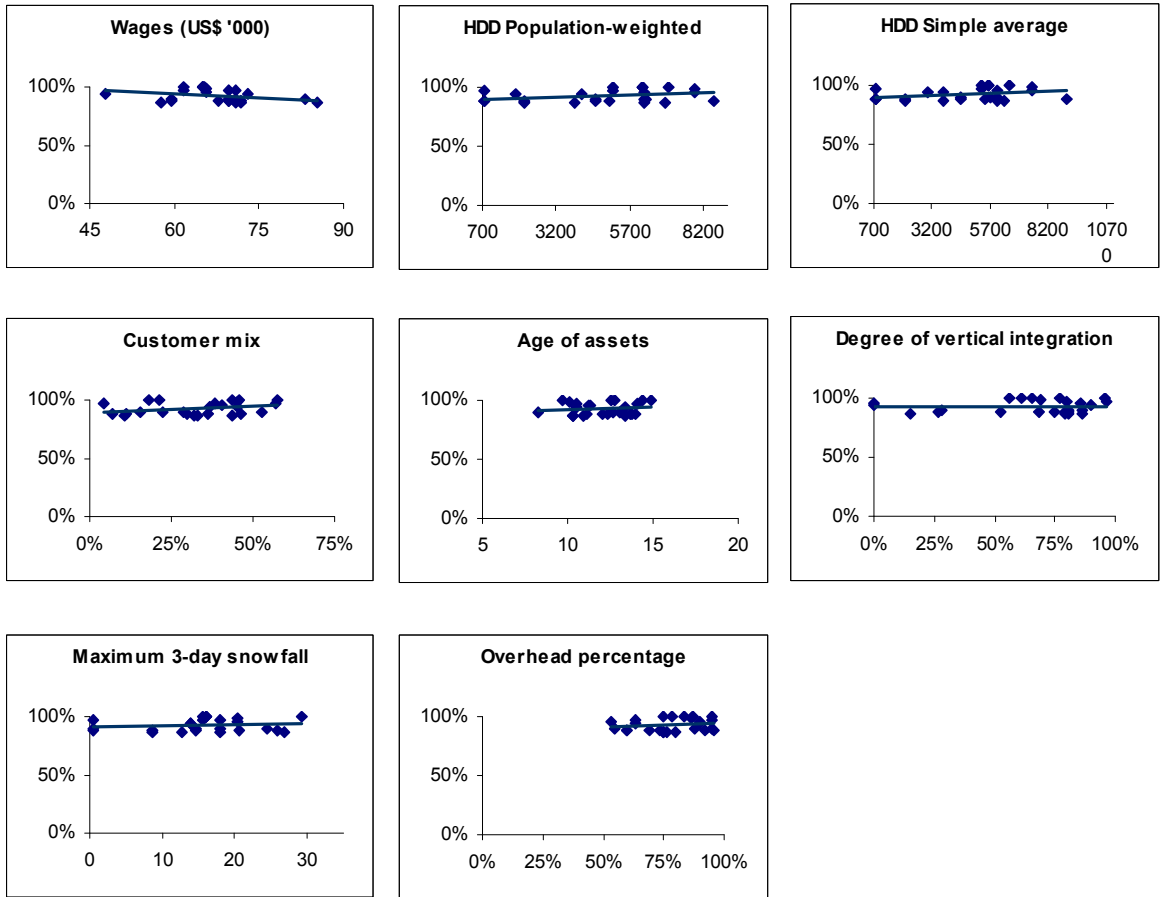 Wages (US$ '000)
100%
50%
0%
45 60 75 90
HDD Population-weighted
100%
50%
0%
700 3200 5700 8200
HDD Simple average
100%
50%
0%
700 3200 5700 8200 1070
0
Customer mix
100%
50%
0%
0% 25% 50% 75%
Age of assets
100%
50%
0%
5 10 15 20
Degree of vertical integration
100%
50%
0%
0% 25% 50% 75% 100%
Maximum 3-day snowfall
100%
50%
0%
0 10 20 30
Overhead percentage
100%
50%
0%
0% 25% 50% 75% 100%